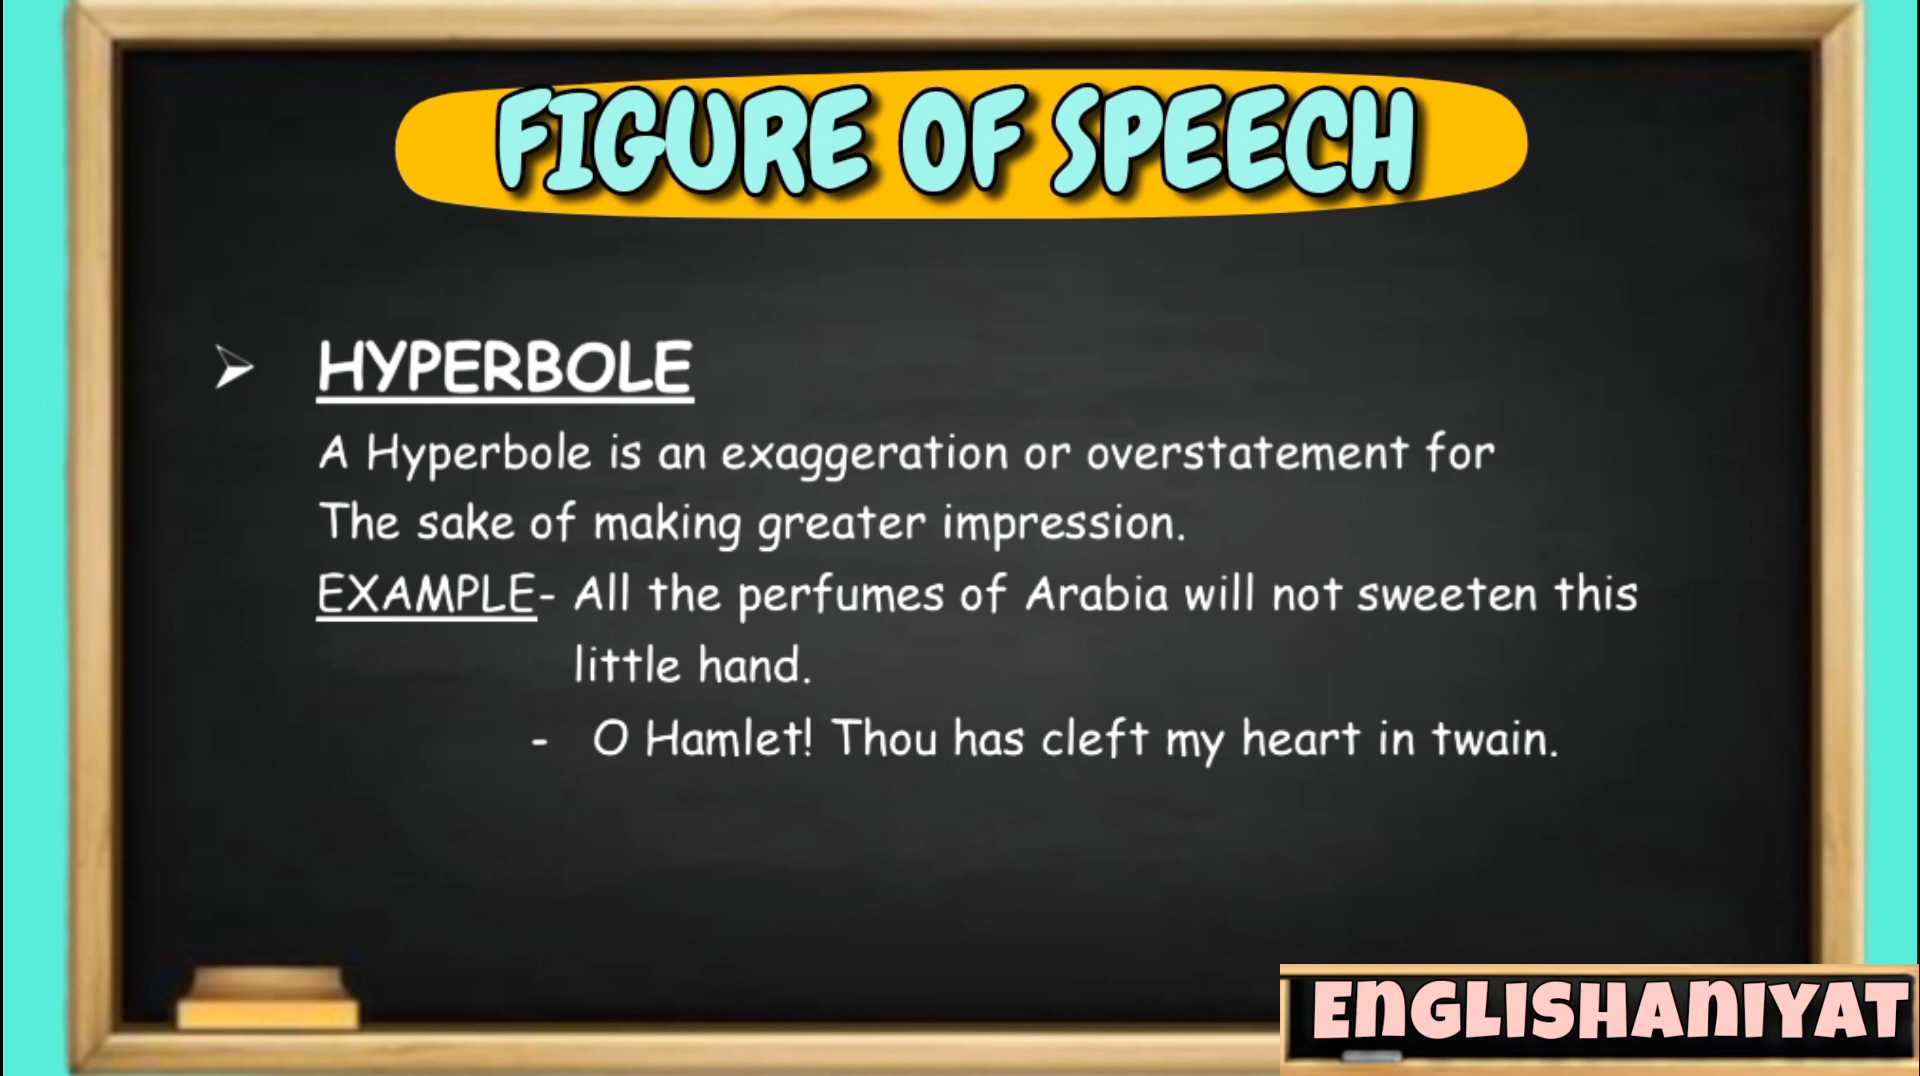 FIGURE OF SPEECH
HYPERBOLE
A Hyperbole is an exaggeration or overstatement for
The sake of making greater impression.
EXAMPLE- All the perfumes of Arabia will not sweeten this
little hand.
- O Hamlet! Thou has cleft my heart in twain.
ENGLISHANIYAT